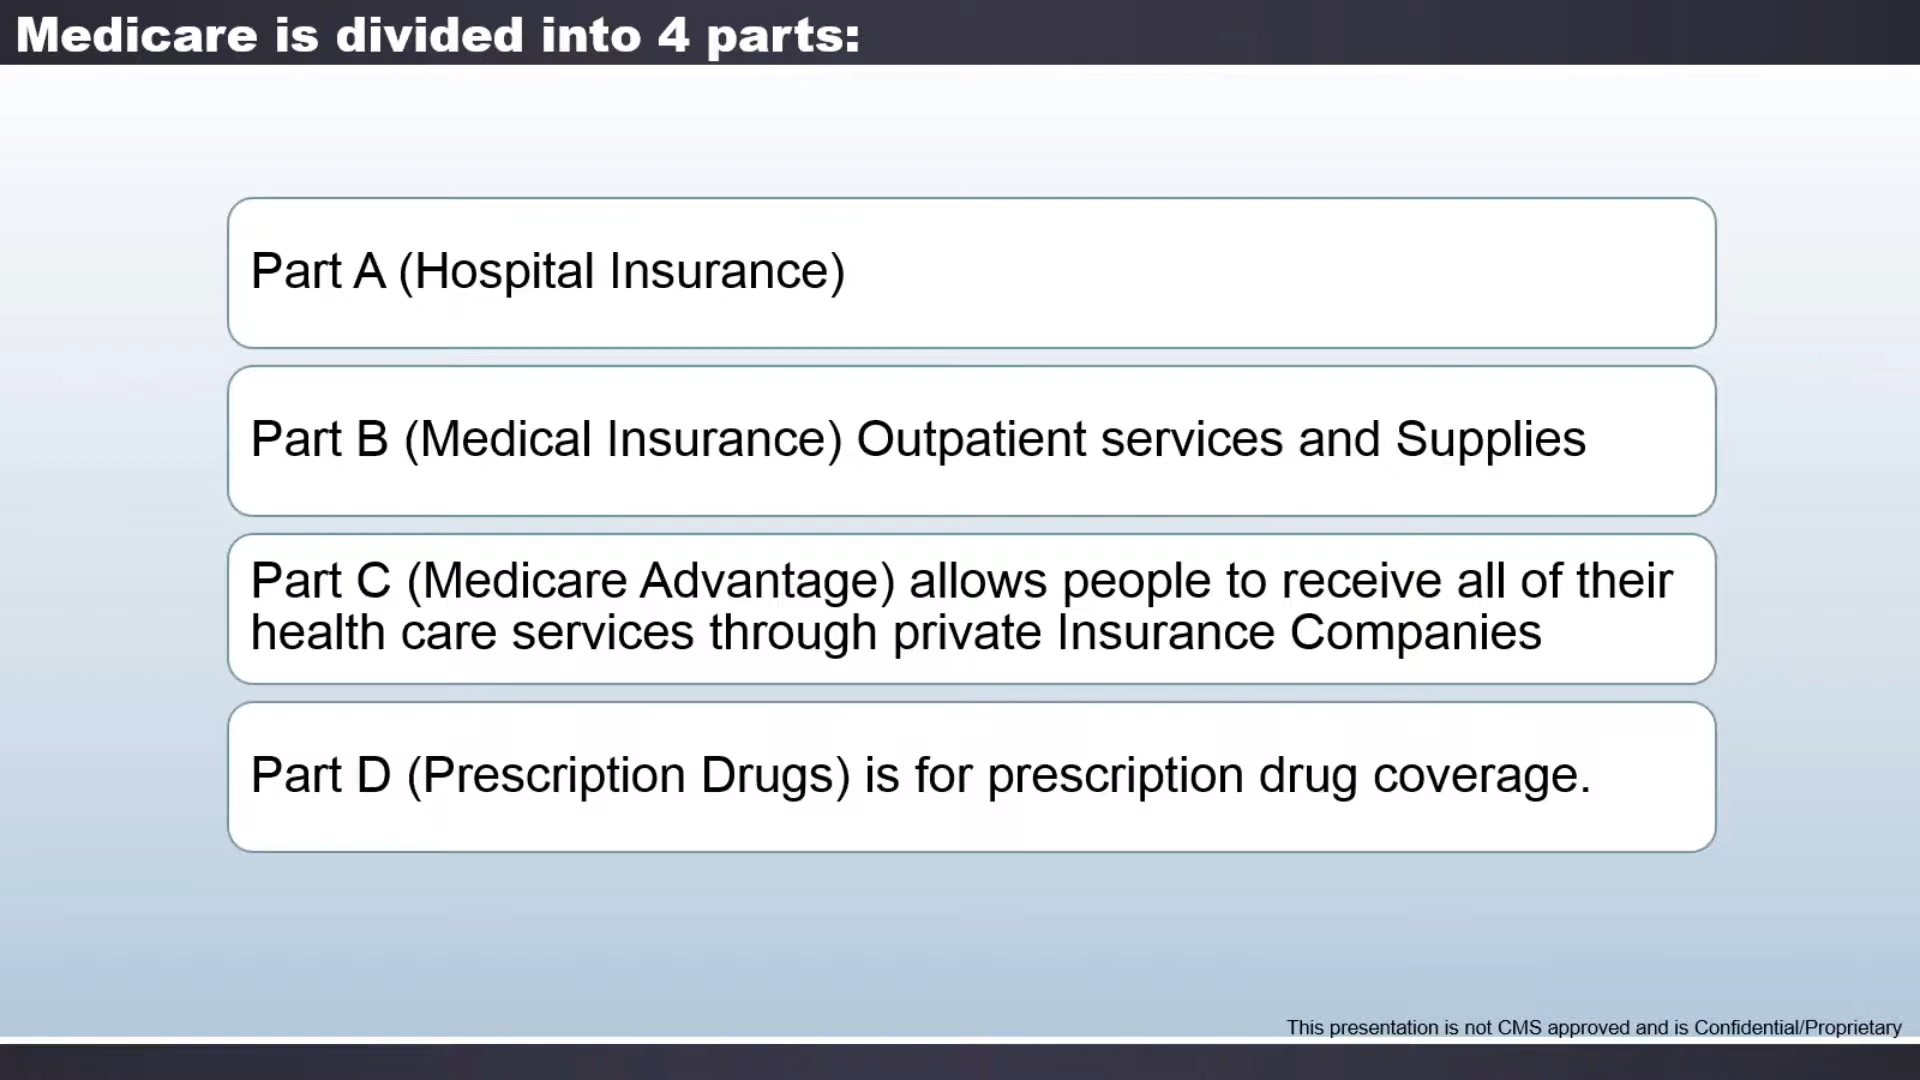 Medicare is divided into 4 parts:
Part A (Hospital Insurance)
Part B (Medical Insurance) Outpatient services and Supplies
Part C (Medicare Advantage) allows people to receive all of their
health care services through private Insurance Companies
Part D (Prescription Drugs) is for prescription drug coverage.
This presentation is not CMS approved and is Confidential/Proprietary